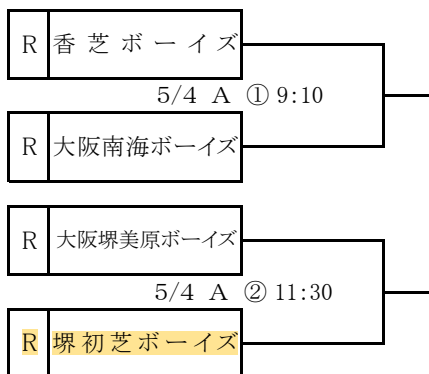 R 香芝ボーイズ
5/4 A ① 9:10
R 大阪南海ボーイズ
R 大阪堺美原ボーイズ
5/4 A ② 11:30
R 堺初芝ボーイズ